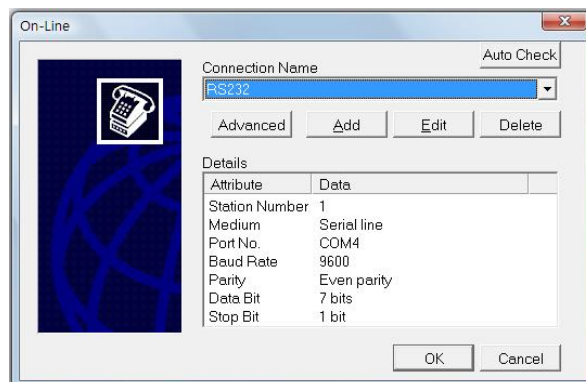 On-Line
Auto Check
Connection Name
RS232
Advanced Add Edit Delete
Details
Attribute Data
Station Number 1
Medium Serial line
Port No. COM4
Baud Rate 9600
Parity Even parity
Data Bit 7 bits
Stop Bit 1 bit
OK Cancel